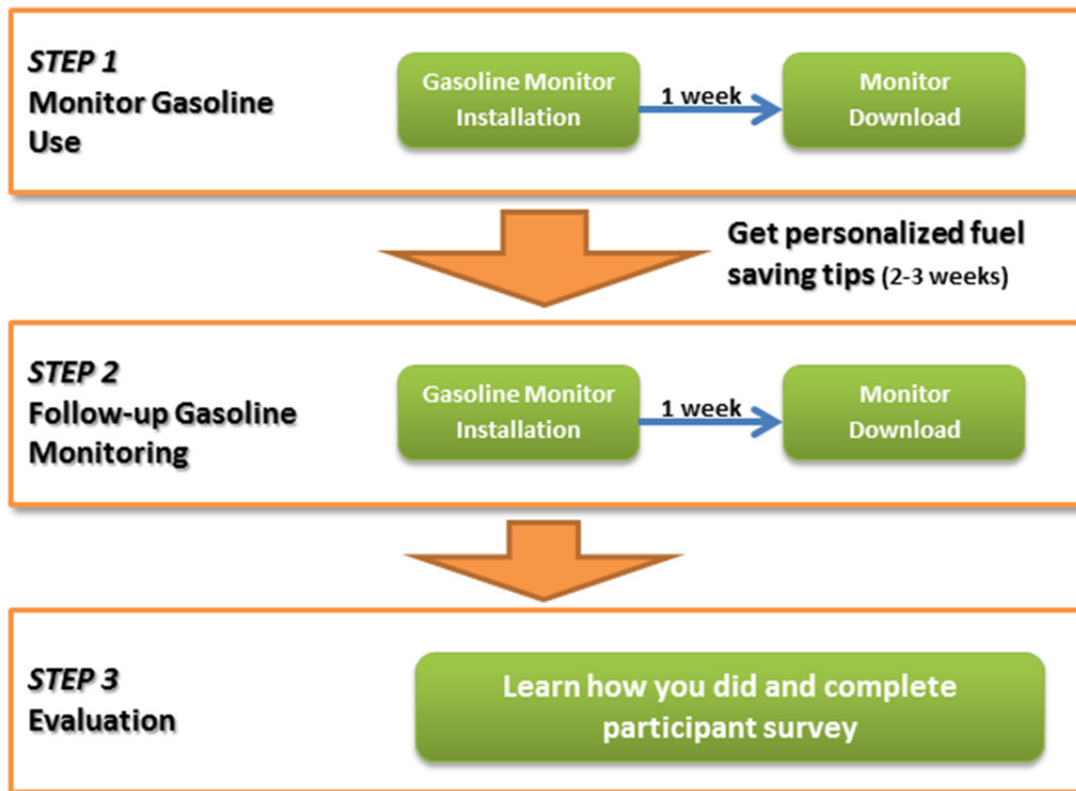 STEP 1
Monitor Gasoline
Use
Gasoline Monitor
Installation
1 week
Monitor
Download
Get personalized fuel
saving tips (2-3 weeks)
STEP 2
Follow-up Gasoline
Monitoring
Gasoline Monitor
Installation
1 week
Monitor
Download
STEP 3
Evaluation
Learn how you did and complete
participant survey